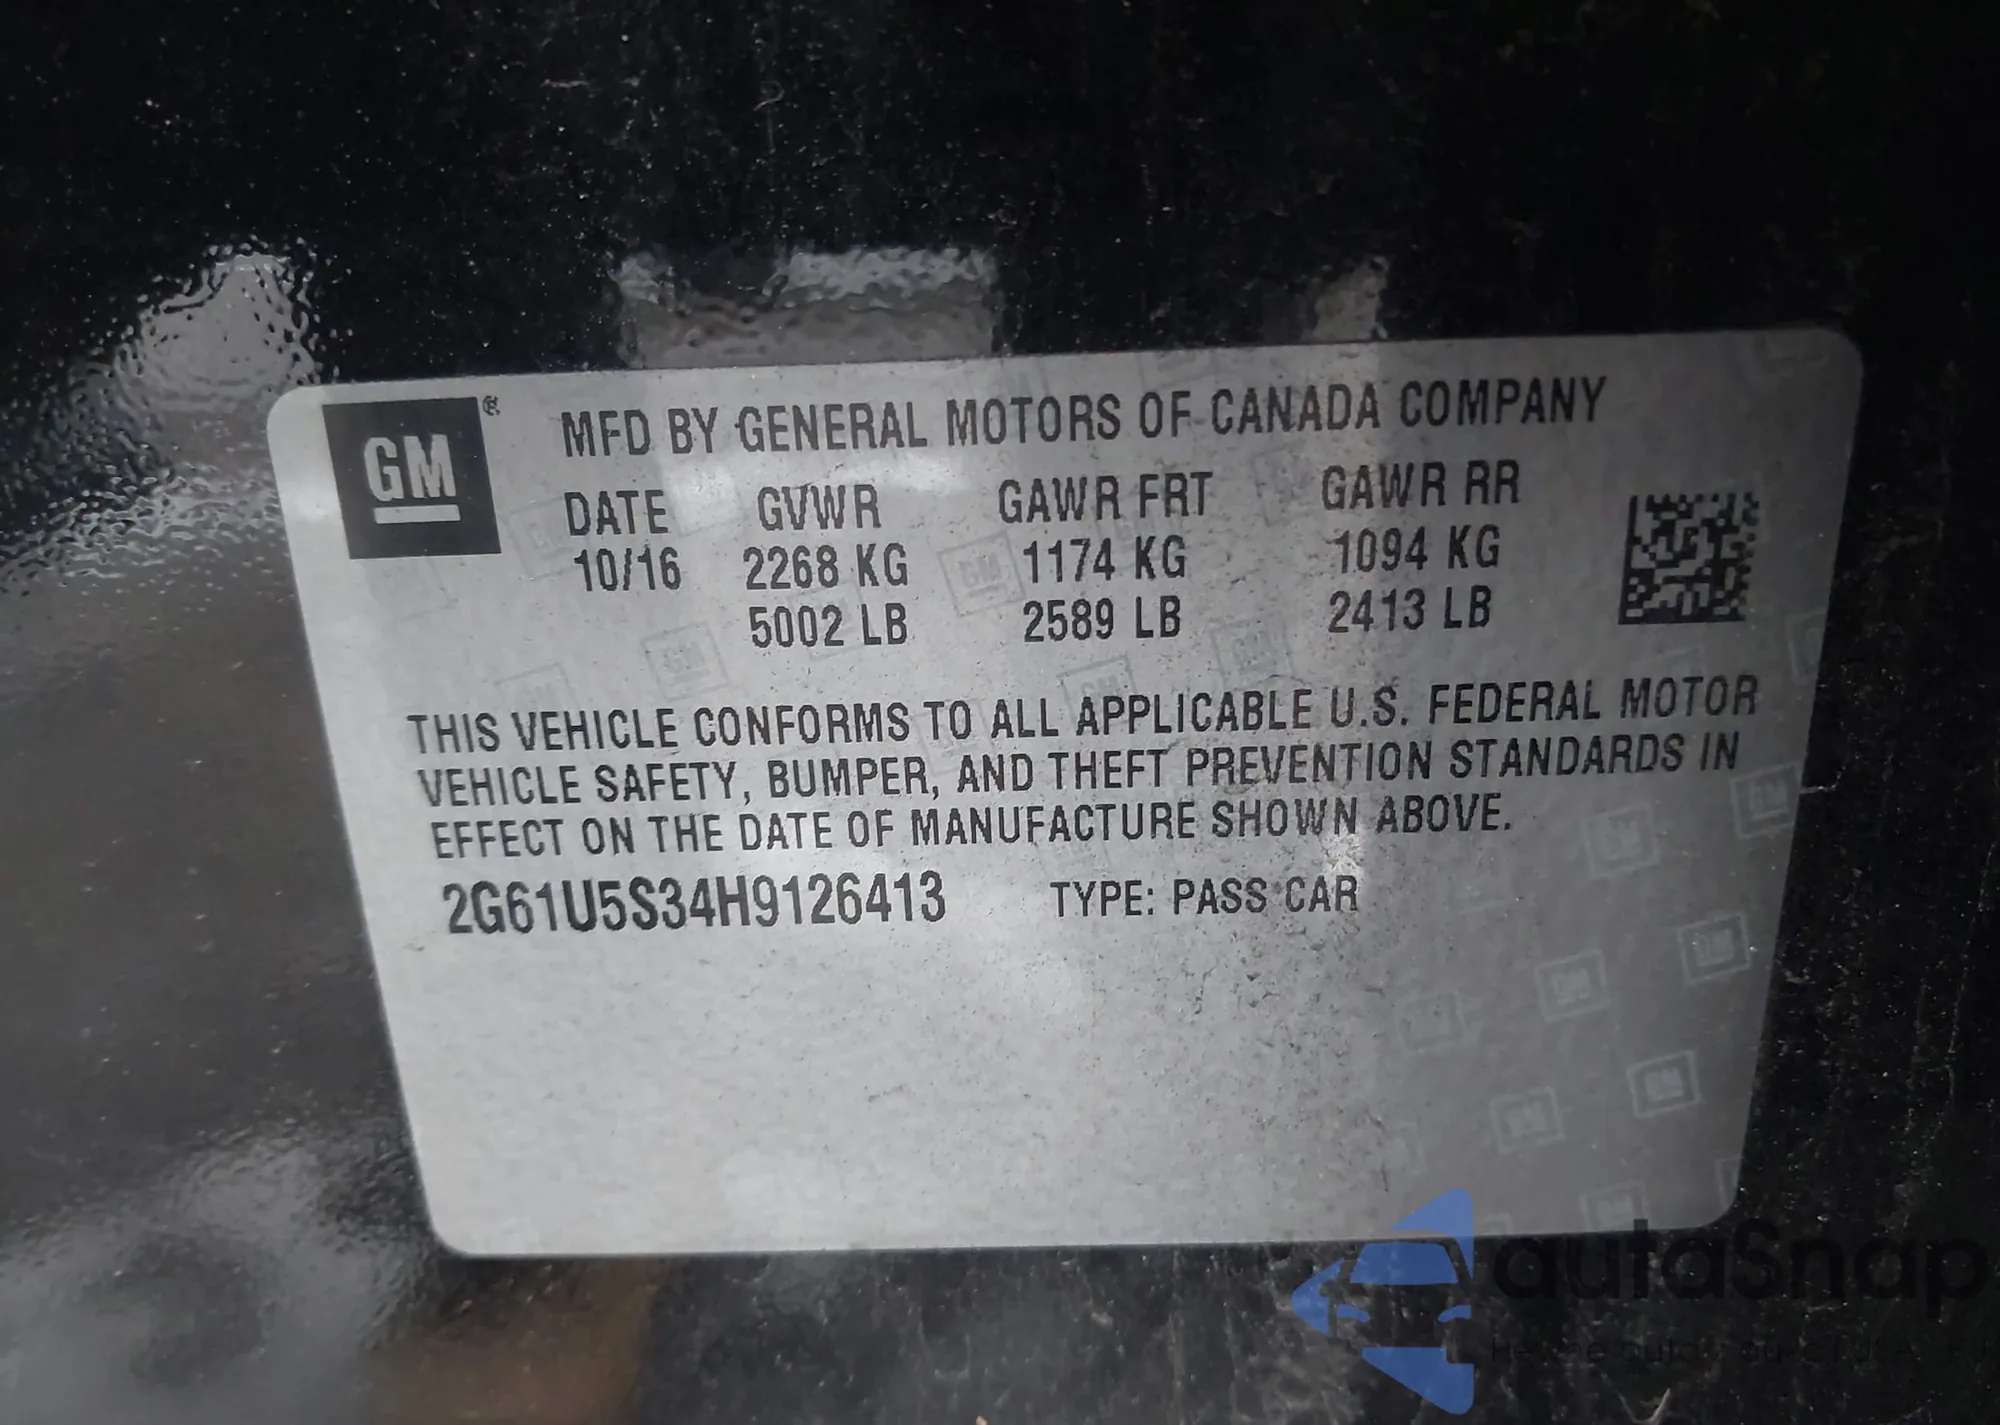 GM ® MFD BY GENERAL MOTORS OF CANADA COMPANY
DATE GVWR GAWR FRT GAWR RR
10/16 2268 KG 1174 KG 1094 KG
5002 LB 2589 LB 2413 LB
THIS VEHICLE CONFORMS TO ALL APPLICABLE U.S. FEDERAL MOTOR
VEHICLE SAFETY, BUMPER, AND THEFT PREVENTION STANDARDS IN
EFFECT ON THE DATE OF MANUFACTURE SHOWN ABOVE.
2G61U5S34H9126413 TYPE: PASS CAR
autaSnap